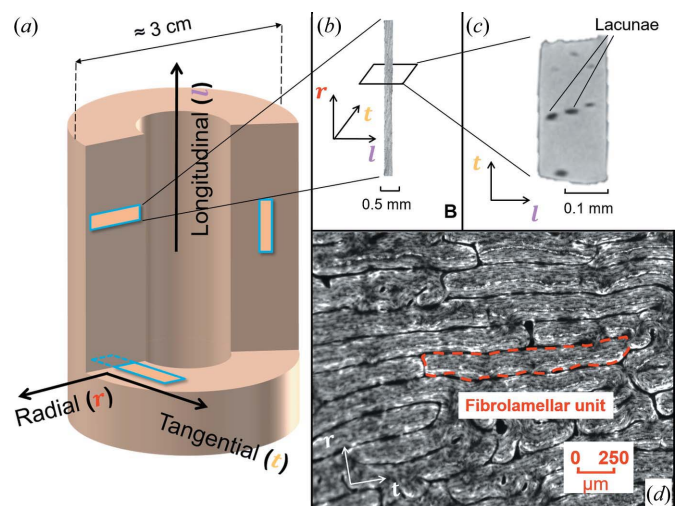 (a)
≈ 3 cm
Longitudinal (l)
Radial (r)
Tangential (t)
(b)
r
t
l
0.5 mm
B
(c)
Lacunae
t
l
0.1 mm
Fibrolamellar unit
r
t
0 250
µm
(d)